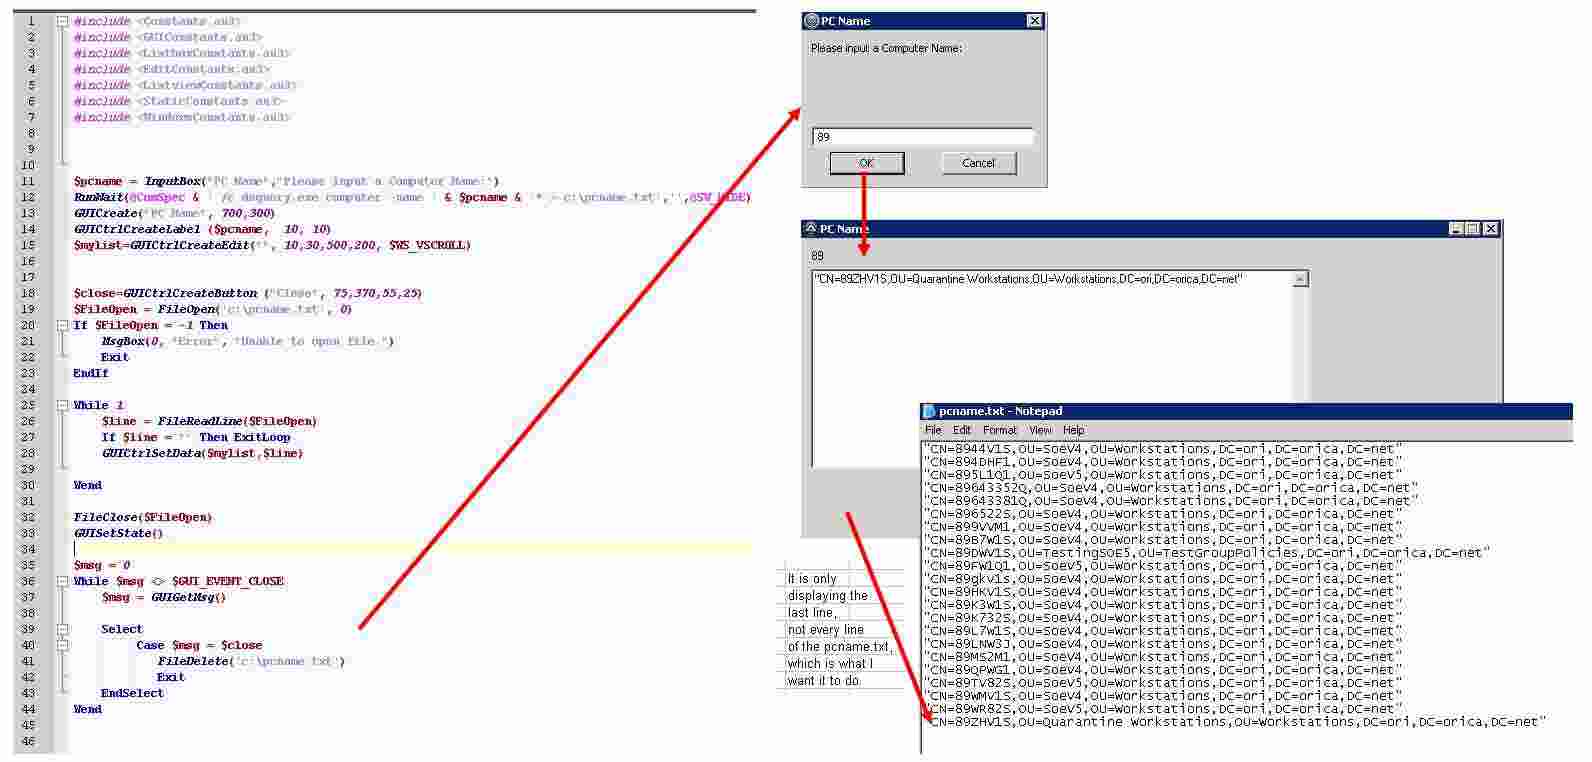 1 #include <Constants.au3>
2 #include <GUIConstants.au3>
3 #include <ListboxConstants.au3>
4 #include <EditConstants.au3>
5 #include <ListviewConstants.au3>
6 #include <StaticConstants.au3>
7 #include <WindowsConstants.au3>
8
9
10
11 $pcname = InputBox("PC Name","Please input a Computer Name:")
12 RunWait(@ComSpec & " /c dsquery.exe computer -name " & $pcname & "* > c:\pcname.txt","",@SW_HIDE)
13 GUICreate("PC Name", 700,300)
14 GUICtrlCreateLabel ($pcname, 10, 10)
15 $mylist=GUICtrlCreateEdit("", 10,30,500,200, $WS_VSCROLL)
16
17
18 $close=GUICtrlCreateButton ("Close", 75,370,55,25)
19 $FileOpen = FileOpen("c:\pcname.txt", 0)
20 If $FileOpen = -1 Then
21 MsgBox(0, "Error", "Unable to open file.")
22 Exit
23 EndIf
24
25 While 1
26 $line = FileReadLine($FileOpen)
27 If $line = "" Then ExitLoop
28 GUICtrlSetData($mylist,$line)
29
30 Wend
31
32 FileClose($FileOpen)
33 GUISetState()
34
35 $msg = 0
36 While $msg <> $GUI_EVENT_CLOSE
37 $msg = GUIGetMsg()
38
39 Select
40 Case $msg = $close
41 FileDelete("c:\pcname.txt")
42 Exit
43 EndSelect
44 Wend
45
46
PC Name
Please input a Computer Name:
89
OK Cancel
PC Name
89
"CN=89ZHV1S,OU=Quarantine Workstations,OU=Workstations,DC=ori,DC=orica,DC=net"
pcname.txt - Notepad
File Edit Format View Help
"CN=8944V1S,OU=SoeV4,OU=Workstations,DC=ori,DC=orica,DC=net"
"CN=894DHF1,OU=SoeV4,OU=Workstations,DC=ori,DC=orica,DC=net"
"CN=895L1Q1,OU=SoeV5,OU=Workstations,DC=ori,DC=orica,DC=net"
"CN=89643352Q,OU=SoeV4,OU=Workstations,DC=ori,DC=orica,DC=net"
"CN=89643381Q,OU=SoeV4,OU=Workstations,DC=ori,DC=orica,DC=net"
"CN=896522S,OU=SoeV4,OU=Workstations,DC=ori,DC=orica,DC=net"
"CN=899VVM1,OU=SoeV4,OU=Workstations,DC=ori,DC=orica,DC=net"
"CN=89B7W1S,OU=SoeV4,OU=Workstations,DC=ori,DC=orica,DC=net"
"CN=89DWV1S,OU=TestingSOE5,OU=TestGroupPolicies,DC=ori,DC=orica,DC=net"
"CN=89FW1Q1,OU=SoeV5,OU=Workstations,DC=ori,DC=orica,DC=net"
"CN=89gkv1s,OU=SoeV4,OU=Workstations,DC=ori,DC=orica,DC=net"
"CN=89HKV1S,OU=SoeV4,OU=Workstations,DC=ori,DC=orica,DC=net"
"CN=89K3W1S,OU=SoeV4,OU=Workstations,DC=ori,DC=orica,DC=net"
"CN=89K732S,OU=SoeV4,OU=Workstations,DC=ori,DC=orica,DC=net"
"CN=89L7W1S,OU=SoeV4,OU=Workstations,DC=ori,DC=orica,DC=net"
"CN=89LNW3J,OU=SoeV4,OU=Workstations,DC=ori,DC=orica,DC=net"
"CN=89MS2M1,OU=SoeV4,OU=Workstations,DC=ori,DC=orica,DC=net"
"CN=89QPWG1,OU=SoeV4,OU=Workstations,DC=ori,DC=orica,DC=net"
"CN=89TV82S,OU=SoeV5,OU=Workstations,DC=ori,DC=orica,DC=net"
"CN=89WMV1S,OU=SoeV4,OU=Workstations,DC=ori,DC=orica,DC=net"
"CN=89WR82S,OU=SoeV5,OU=Workstations,DC=ori,DC=orica,DC=net"
"CN=89ZHV1S,OU=Quarantine Workstations,OU=Workstations,DC=ori,DC=orica,DC=net"
It is only
displaying the
last line,
not every line
of the pcname.txt,
which is what I
want it to do.